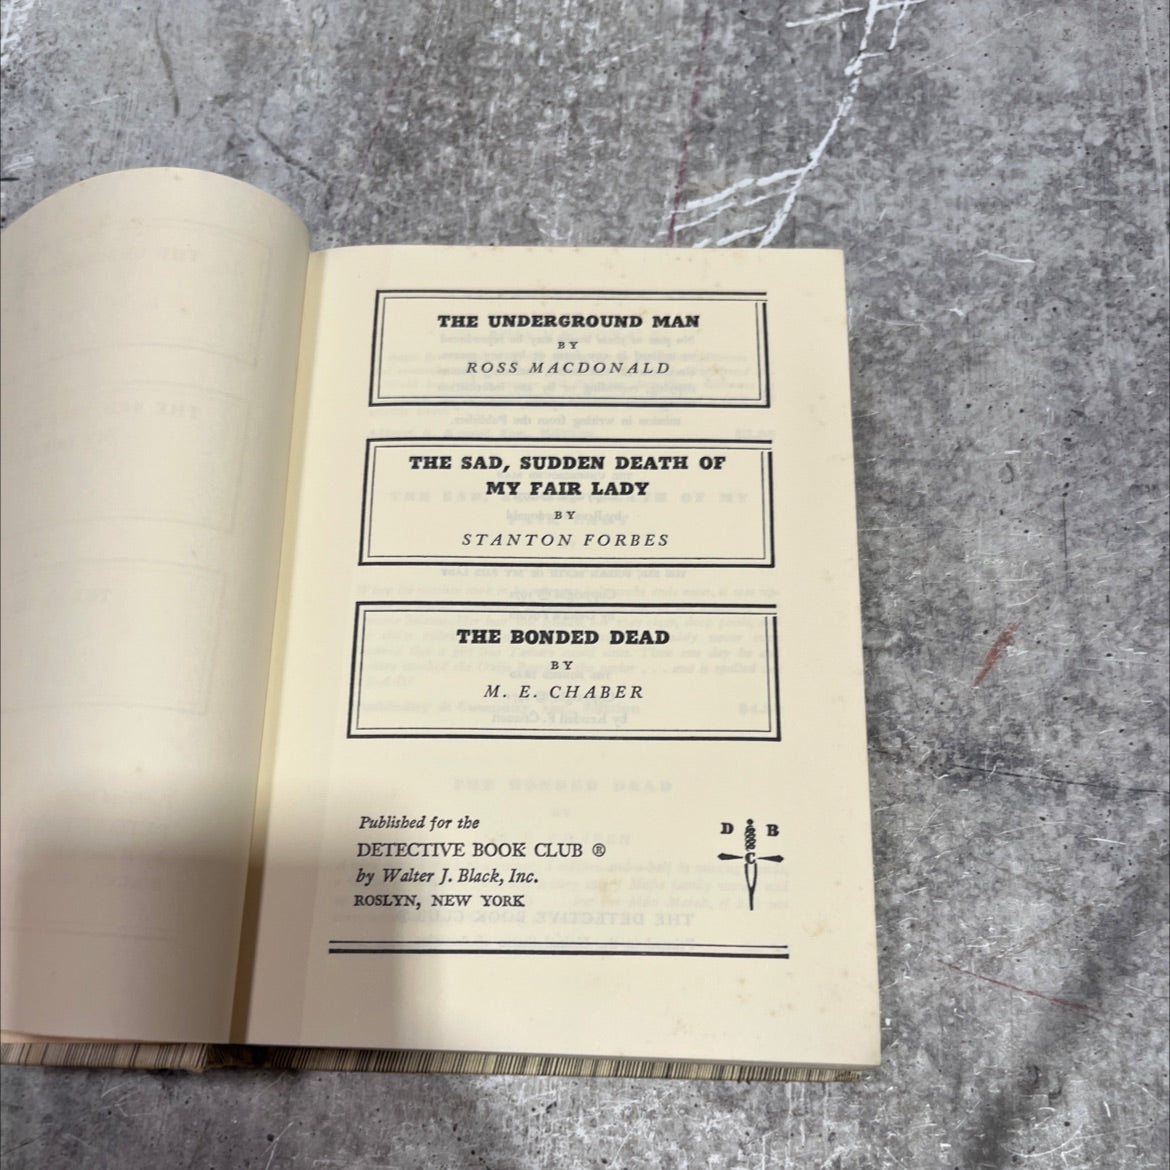 THE UNDERGROUND MAN
BY
ROSS MACDONALD
THE SAD, SUDDEN DEATH OF
MY FAIR LADY
BY
STANTON FORBES
THE BONDED DEAD
BY
M. E. CHABER
Published for the
DETECTIVE BOOK CLUB ®
by Walter J. Black, Inc.
ROSLYN, NEW YORK
D B
C